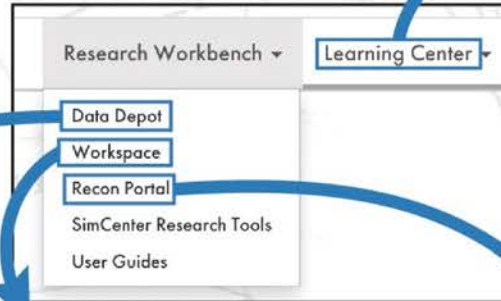 Research Workbench Learning Center
Data Depot
Workspace
Recon Portal
SimCenter Research Tools
User Guides